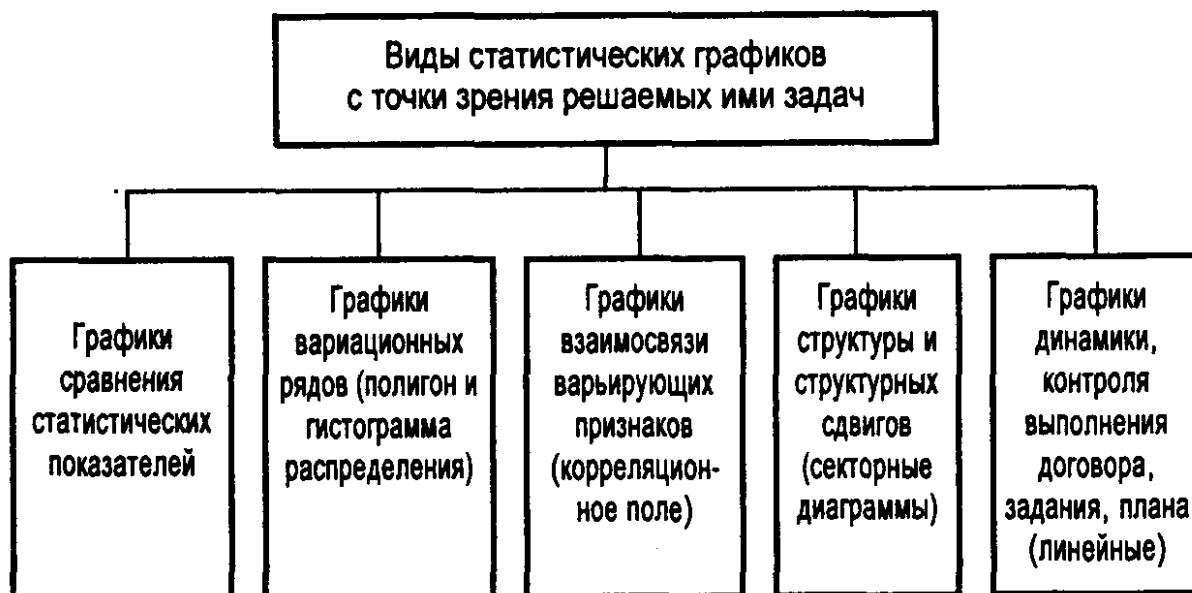 Виды статистических графиков
с точки зрения решаемых ими задач
Графики
сравнения
статистических
показателей
Графики
вариационных
рядов (полигон и
гистограмма
распределения)
Графики
взаимосвязи
варьирующих
признаков
(корреляцион-
ное поле)
Графики
структуры и
структурных
сдвигов
(секторные
диаграммы)
Графики
динамики,
контроля
выполнения
договора,
задания, плана
(линейные)